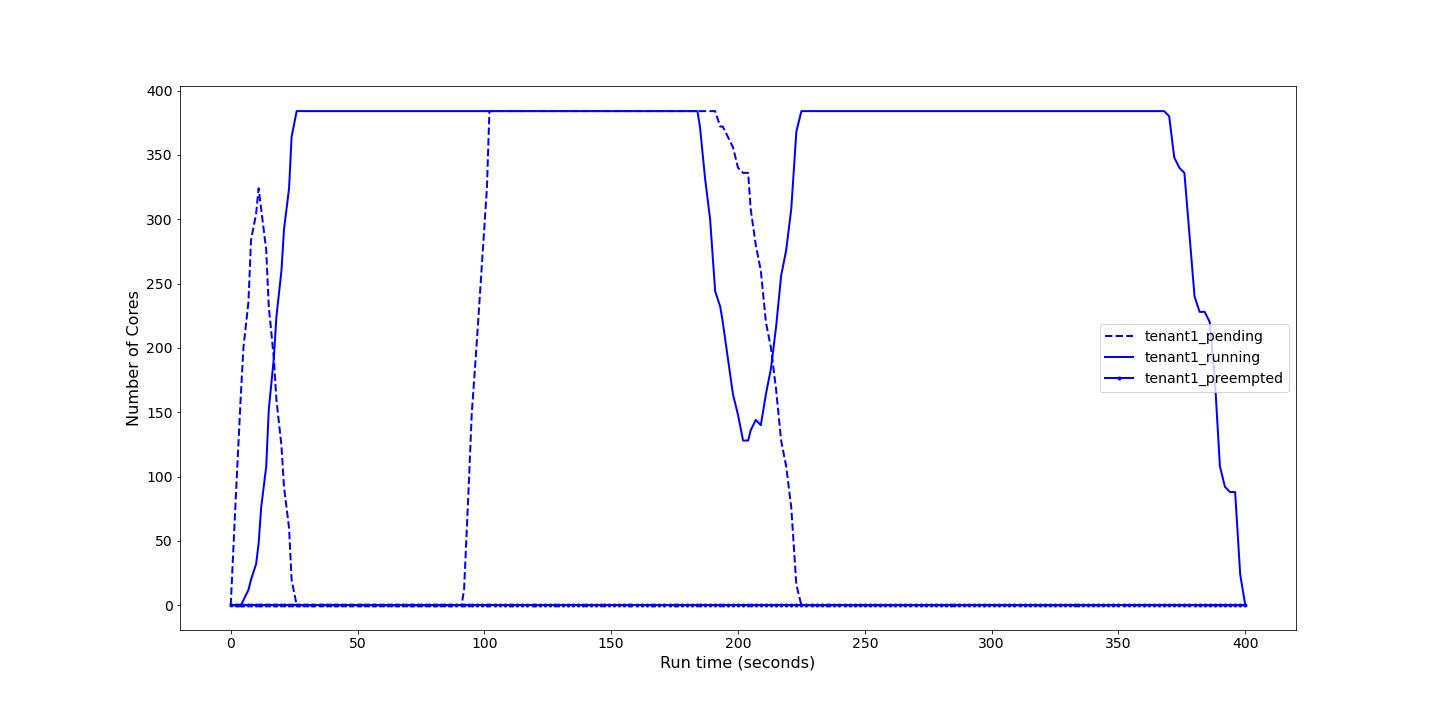 400
350
300
250
200
150
100
50
0
Number of Cores
tenant1_pending
tenant1_running
tenant1_preempted
0 50 100 150 200 250 300 350 400
Run time (seconds)